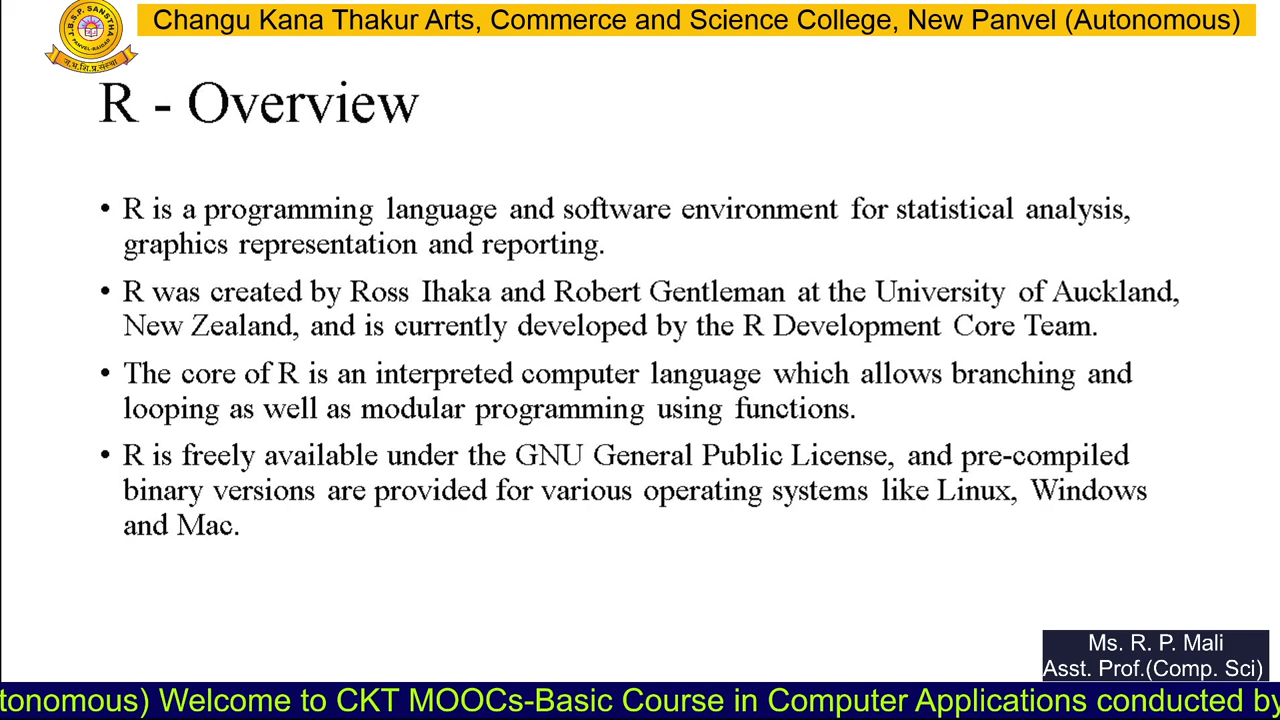 Changu Kana Thakur Arts, Commerce and Science College, New Panvel (Autonomous)
J.B.S.P. SANSTHA
PANVEL-RAIGAD
ज.भ.शि.प्र.संस्था
R - Overview
• R is a programming language and software environment for statistical analysis,
graphics representation and reporting.
• R was created by Ross Ihaka and Robert Gentleman at the University of Auckland,
New Zealand, and is currently developed by the R Development Core Team.
• The core of R is an interpreted computer language which allows branching and
looping as well as modular programming using functions.
• R is freely available under the GNU General Public License, and pre-compiled
binary versions are provided for various operating systems like Linux, Windows
and Mac.
Ms. R. P. Mali
Asst. Prof.(Comp. Sci)
tonomous) Welcome to CKT MOOCs-Basic Course in Computer Applications conducted by